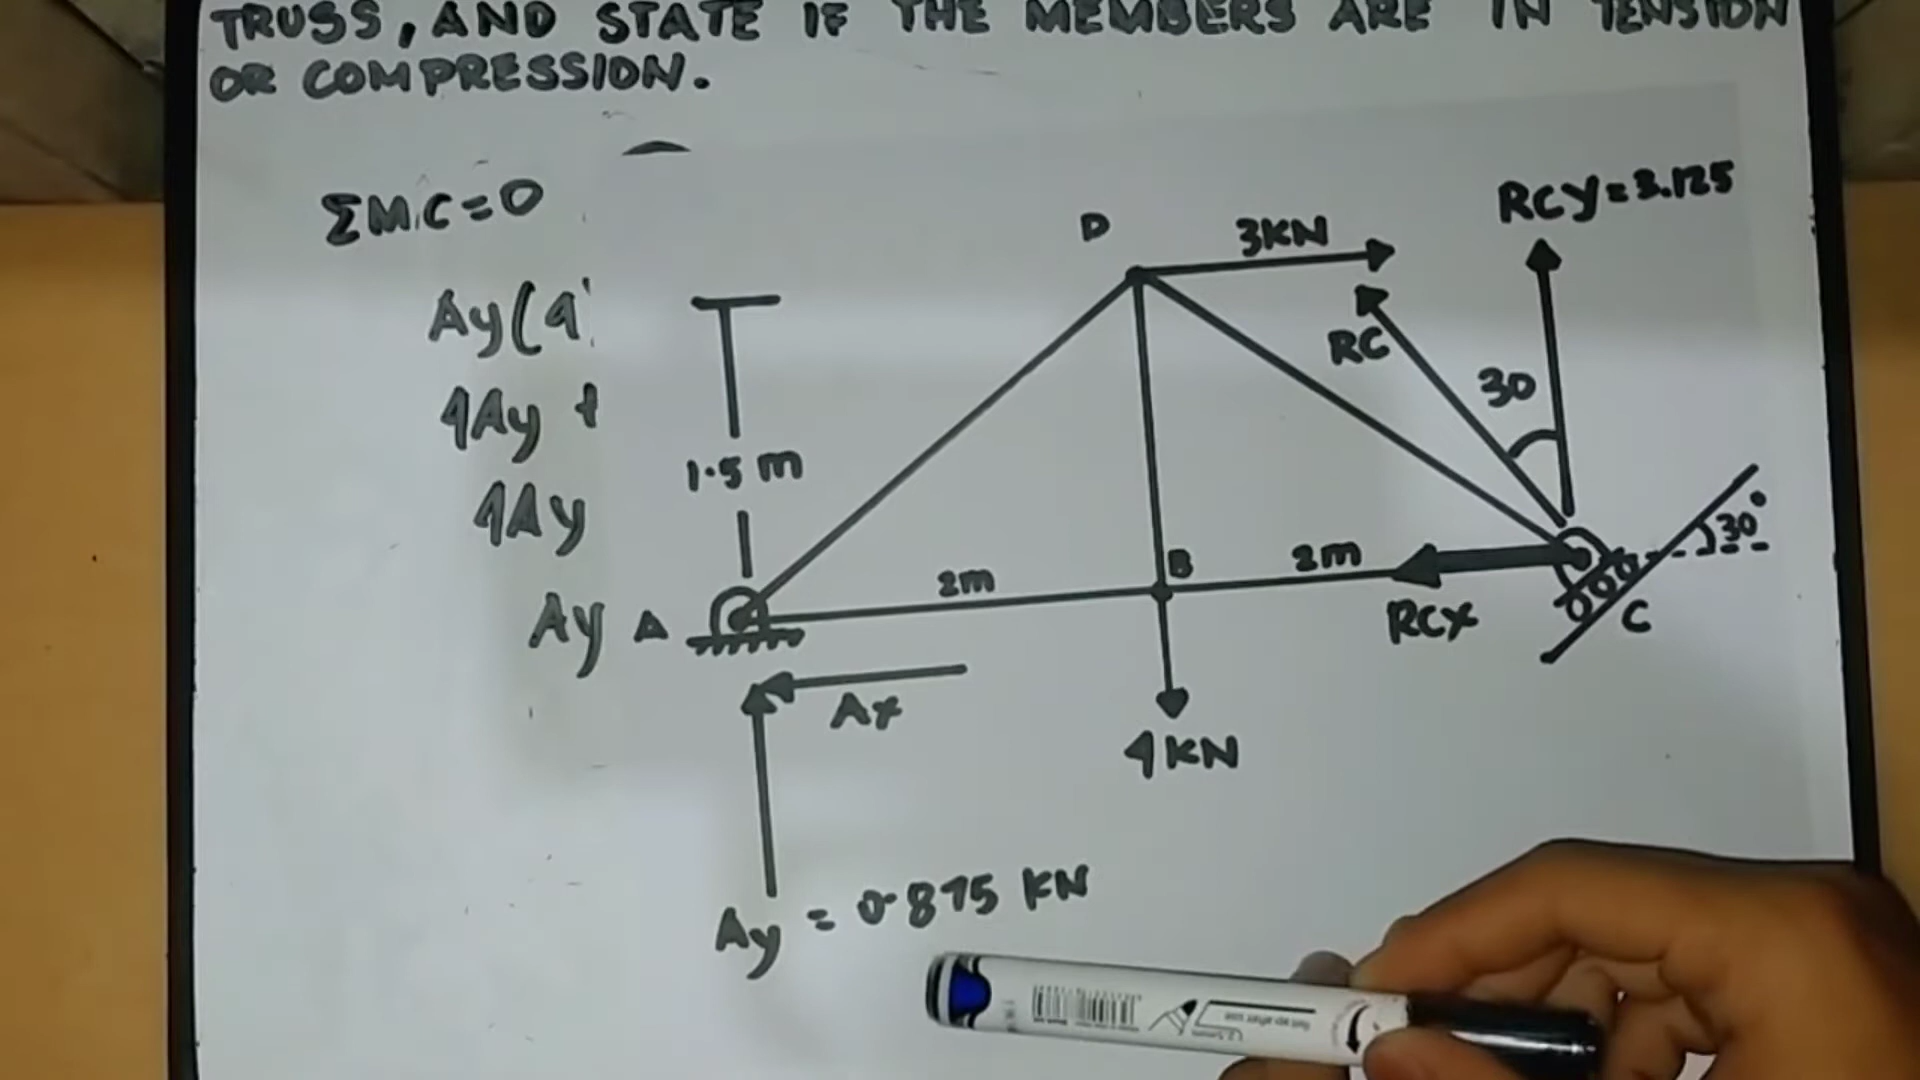 TRUSS, AND STATE IF THE MEMBERS ARE IN TENSION
OR COMPRESSION.
ΣMC=0
Ay(4
4Ay +
4Ay
Ay
1.5 m
D
3KN
RCY=3.125
RC
30
30°
A
2m
B
2m
RCX
C
AX
4KN
Ay = 0.875 KN